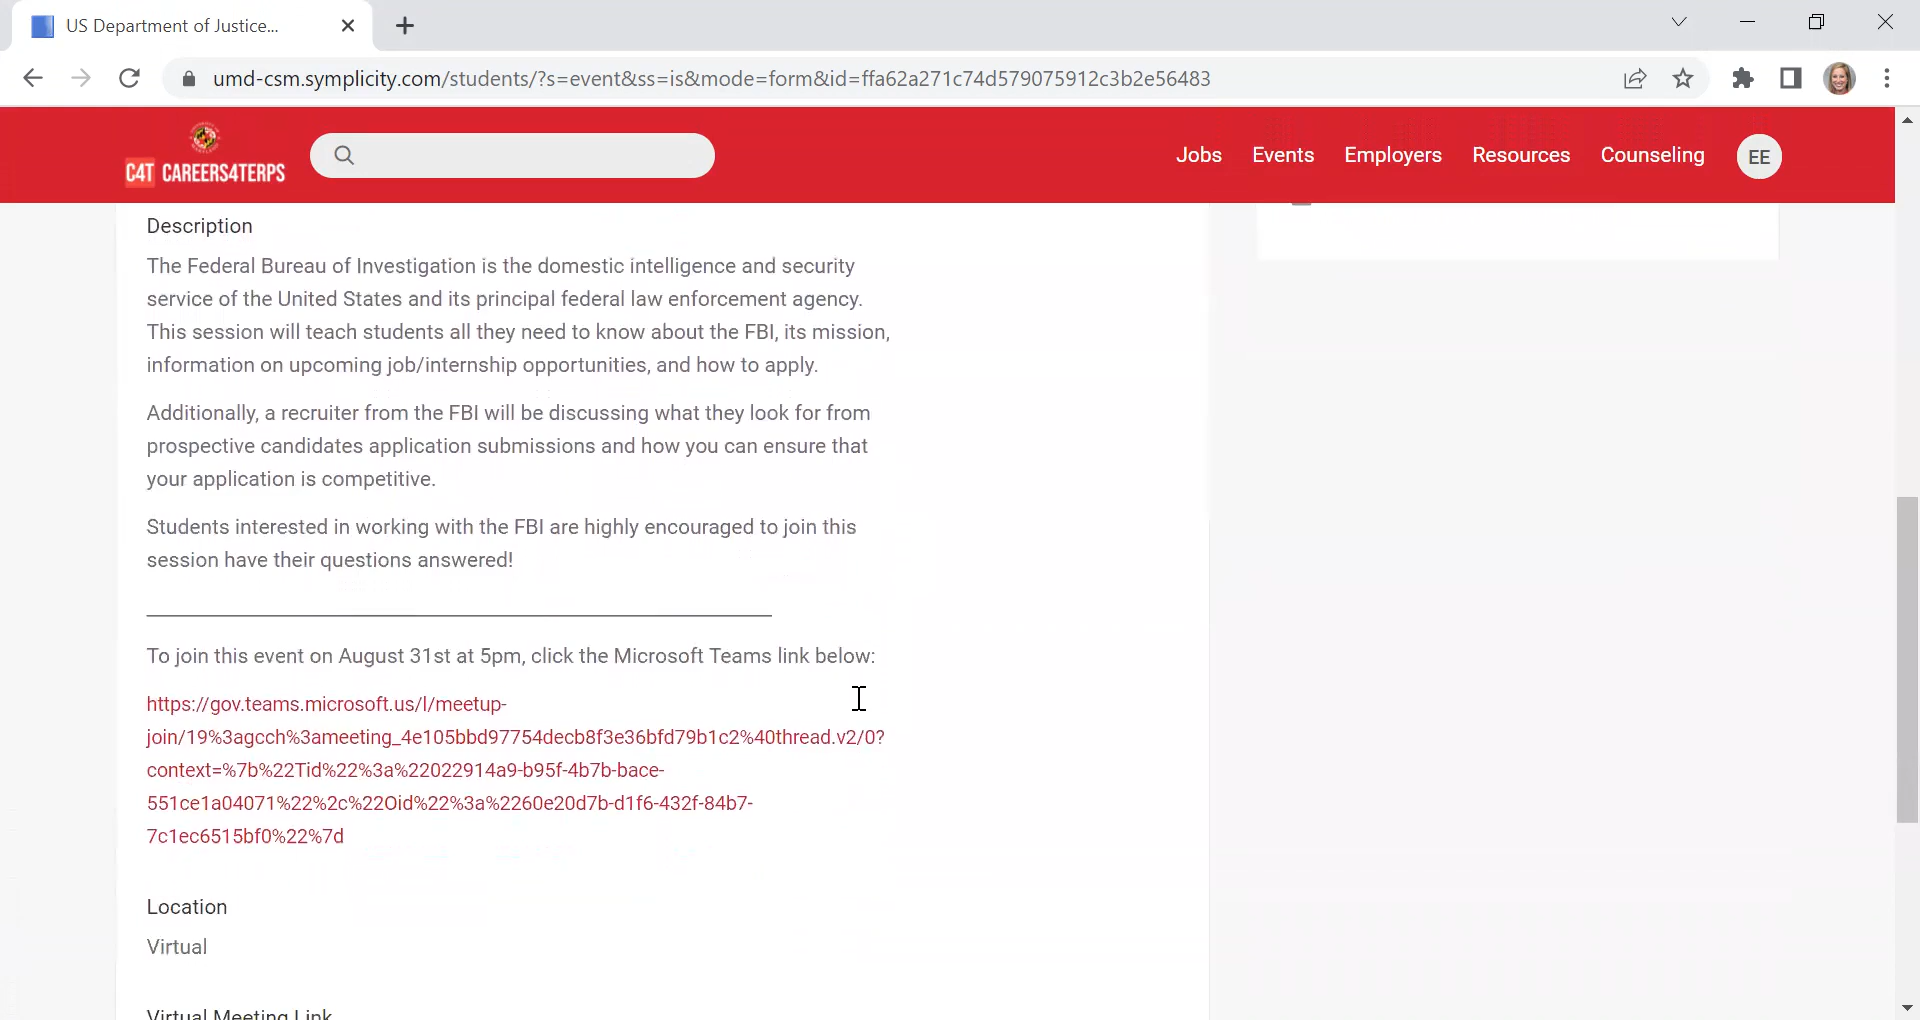 US Department of Justice...
umd-csm.symplicity.com/students/?s=event&ss=is&mode=form&id=ffa62a271c74d579075912c3b2e56483
C4T CAREERS4TERPS
Jobs
Events
Employers
Resources
Counseling
EE
Description
The Federal Bureau of Investigation is the domestic intelligence and security
service of the United States and its principal federal law enforcement agency.
This session will teach students all they need to know about the FBI, its mission,
information on upcoming job/internship opportunities, and how to apply.
Additionally, a recruiter from the FBI will be discussing what they look for from
prospective candidates application submissions and how you can ensure that
your application is competitive.
Students interested in working with the FBI are highly encouraged to join this
session have their questions answered!
To join this event on August 31st at 5pm, click the Microsoft Teams link below:
https://gov.teams.microsoft.us/l/meetup-
join/19%3agcch%3ameeting_4e105bbd97754decb8f3e36bfd79b1c2%40thread.v2/0?
context=%7b%22Tid%22%3a%22022914a9-b95f-4b7b-bace-
551ce1a04071%22%2c%22Oid%22%3a%2260e20d7b-d1f6-432f-84b7-
7c1ec6515bf0%22%7d
Location
Virtual
Virtual Meeting Link